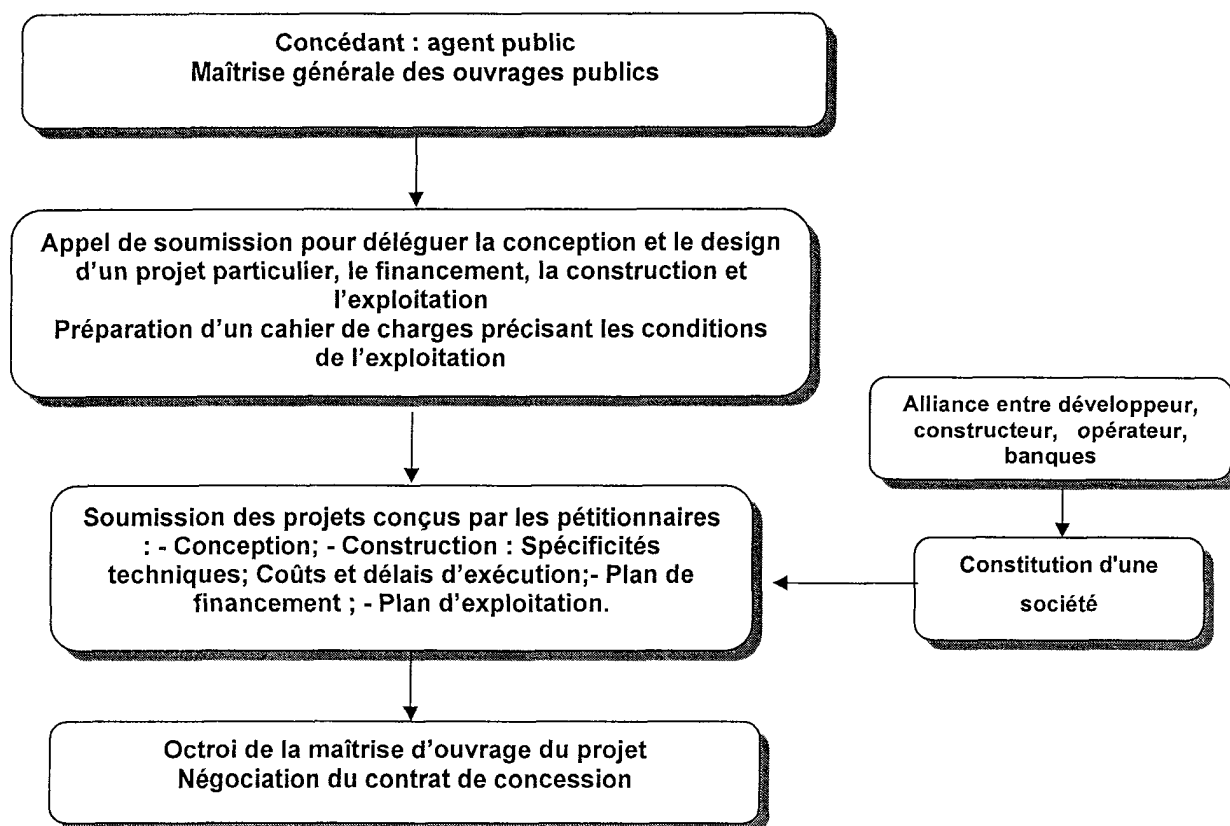 Concédant : agent public
Maîtrise générale des ouvrages publics
Appel de soumission pour déléguer la conception et le design
d'un projet particulier, le financement, la construction et
l'exploitation
Préparation d'un cahier de charges précisant les conditions
de l'exploitation
Alliance entre développeur,
constructeur, opérateur,
banques
Soumission des projets conçus par les pétitionnaires
: - Conception; - Construction : Spécificités
techniques; Coûts et délais d'exécution;- Plan de
financement ; - Plan d'exploitation.
Constitution d'une
société
Octroi de la maîtrise d'ouvrage du projet
Négociation du contrat de concession